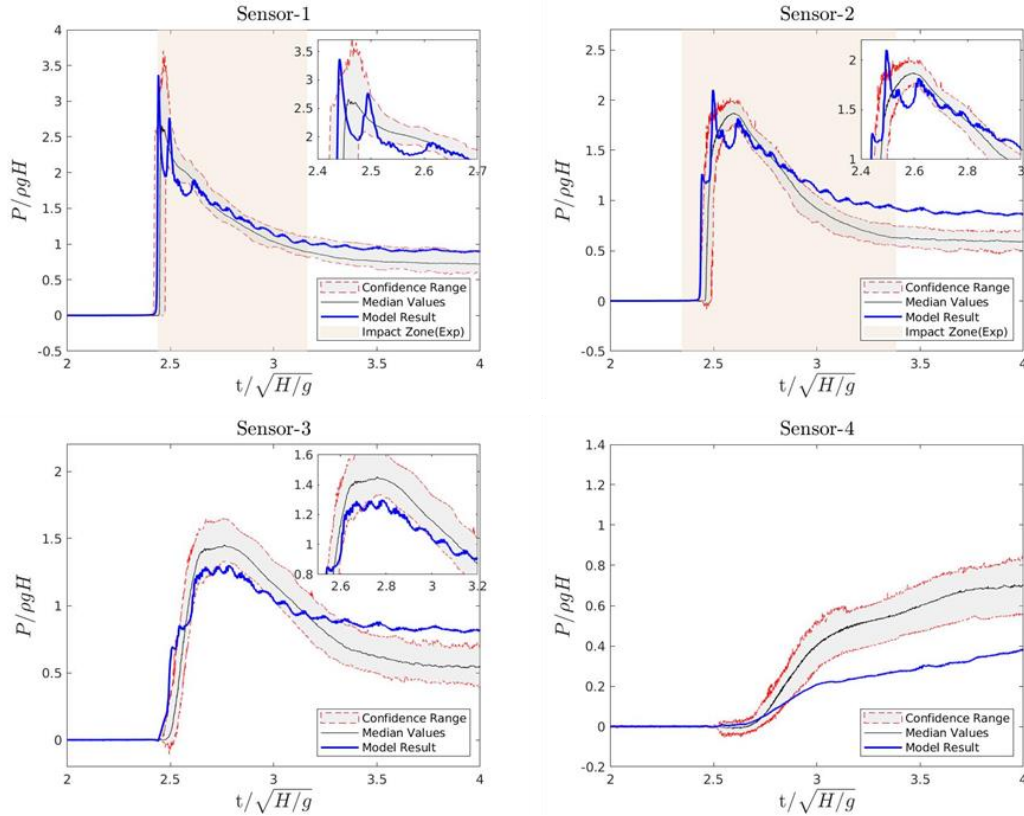 Sensor-1
3.5
3
2.5
2
2.4 2.5 2.6 2.7
4
3.5
3
2.5
2
1.5
1
0.5
0
-0.5
P/ρgH
Confidence Range
Median Values
Model Result
Impact Zone(Exp)
2 2.5 3 3.5 4
t/√H/g
Sensor-2
2
1.5
1
2.4 2.6 2.8 3
2.5
2
1.5
1
0.5
0
-0.5
P/ρgH
Confidence Range
Median Values
Model Result
Impact Zone(Exp)
2 2.5 3 3.5 4
t/√H/g
Sensor-3
1.6
1.4
1.2
1
0.8
2.6 2.8 3 3.2
2
1.5
1
0.5
0
P/ρgH
Confidence Range
Median Values
Model Result
2 2.5 3 3.5 4
t/√H/g
Sensor-4
1.4
1.2
1
0.8
0.6
0.4
0.2
0
-0.2
P/ρgH
Confidence Range
Median Values
Model Result
2 2.5 3 3.5 4
t/√H/g